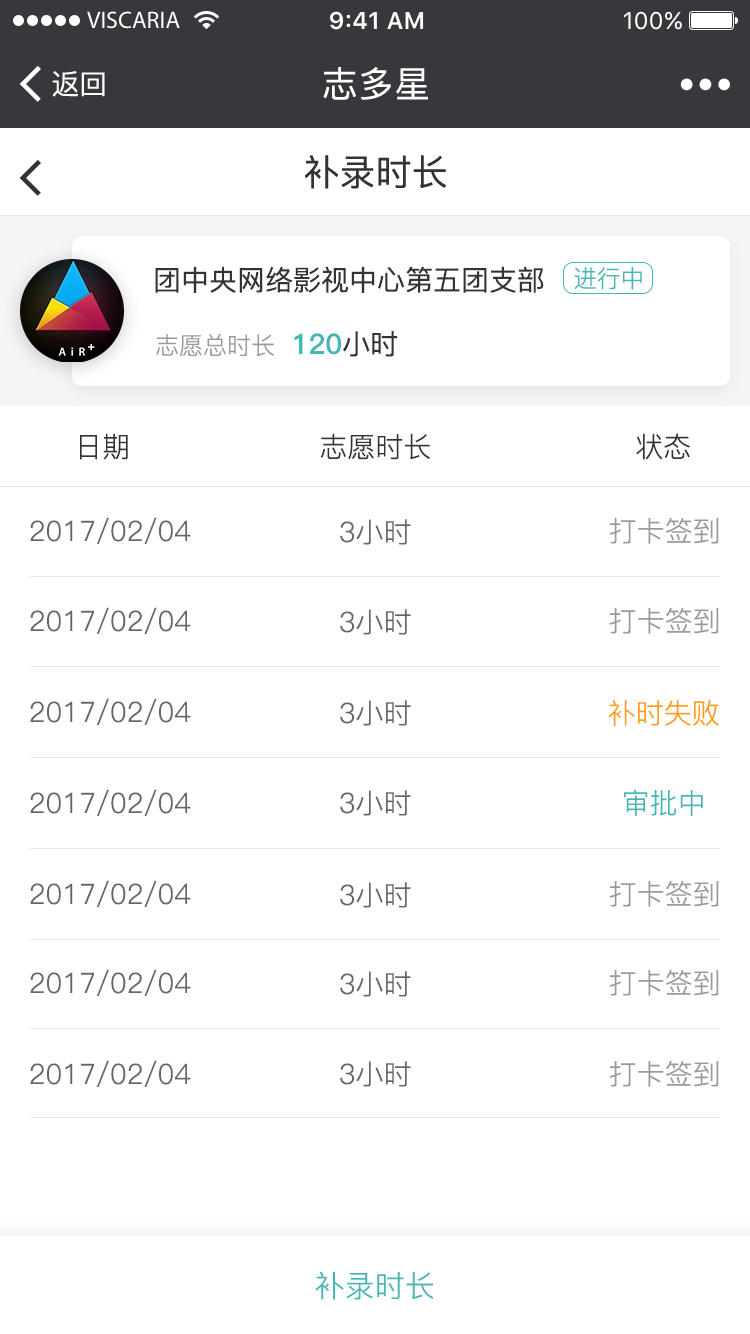 VISCARIA 9:41 AM 100%
返回 志多星
补录时长
团中央网络影视中心第五团支部 进行中
志愿总时长 120小时
AiR+
日期 志愿时长 状态
2017/02/04 3小时 打卡签到
2017/02/04 3小时 打卡签到
2017/02/04 3小时 补时失败
2017/02/04 3小时 审批中
2017/02/04 3小时 打卡签到
2017/02/04 3小时 打卡签到
2017/02/04 3小时 打卡签到
补录时长